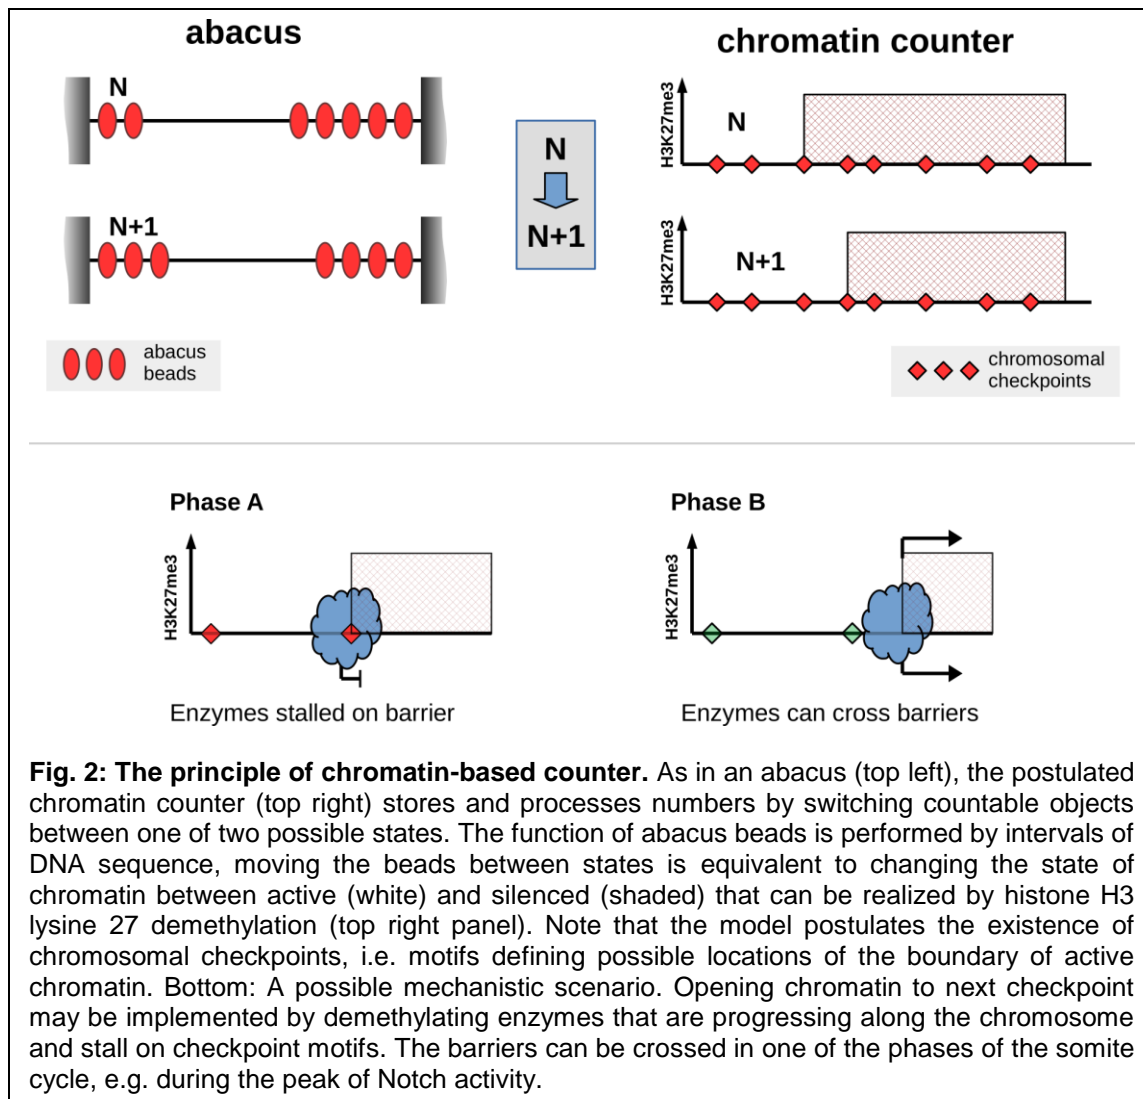 abacus
chromatin counter
N
N+1
N
N+1
H3K27me3
N
H3K27me3
N+1
abacus
beads
chromosomal
checkpoints
Phase A
H3K27me3
Enzymes stalled on barrier
Phase B
H3K27me3
Enzymes can cross barriers
Fig. 2: The principle of chromatin-based counter. As in an abacus (top left), the postulated
chromatin counter (top right) stores and processes numbers by switching countable objects
between one of two possible states. The function of abacus beads is performed by intervals of
DNA sequence, moving the beads between states is equivalent to changing the state of
chromatin between active (white) and silenced (shaded) that can be realized by histone H3
lysine 27 demethylation (top right panel). Note that the model postulates the existence of
chromosomal checkpoints, i.e. motifs defining possible locations of the boundary of active
chromatin. Bottom: A possible mechanistic scenario. Opening chromatin to next checkpoint
may be implemented by demethylating enzymes that are progressing along the chromosome
and stall on checkpoint motifs. The barriers can be crossed in one of the phases of the somite
cycle, e.g. during the peak of Notch activity.